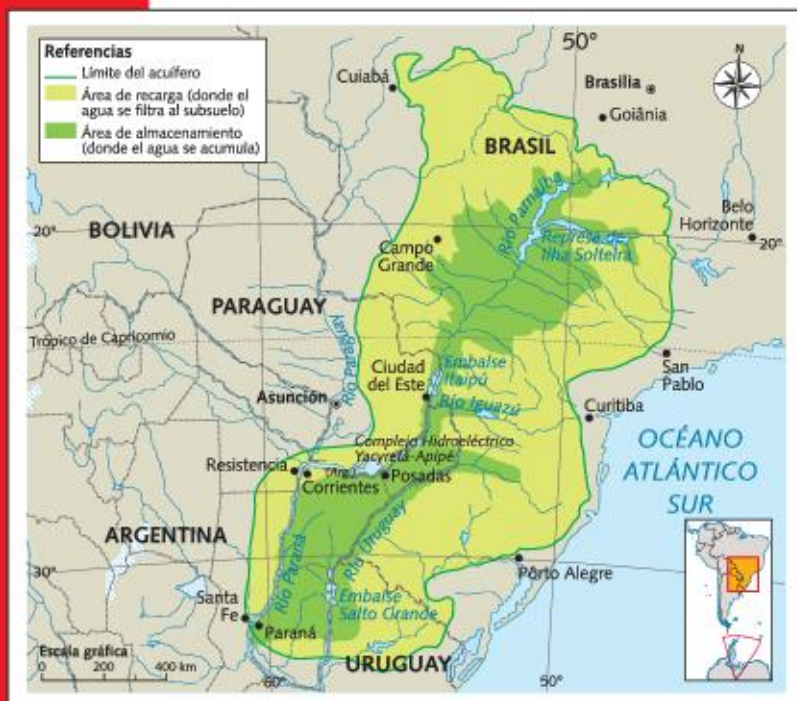 Referencias
Límite del acuífero
Área de recarga (donde el
agua se filtra al subsuelo)
Área de almacenamiento
(donde el agua se acumula)
50°
N
Cuiabá
Brasilia
Goiânia
BRASIL
BOLIVIA
20°
Río Parnaíba
Belo
Horizonte
20°
Campo
Grande
Represa de
Ilha Solteira
PARAGUAY
Trópico de Capricornio
Río Paraguay
Ciudad
del Este
Embalse
Itaipú
San
Pablo
Asunción
Río Iguazú
Curitiba
Complejo Hidroeléctrico
Yacyretá-Apipé
OCÉANO
ATLÁNTICO
SUR
Resistencia
(Arg.)
Corrientes
Posadas
ARGENTINA
Río Uruguay
30°
Pôrto Alegre
Río Paraná
Santa
Fe
Embalse
Salto Grande
Paraná
Escala gráfica
0 200 400 km
URUGUAY
60°
50°